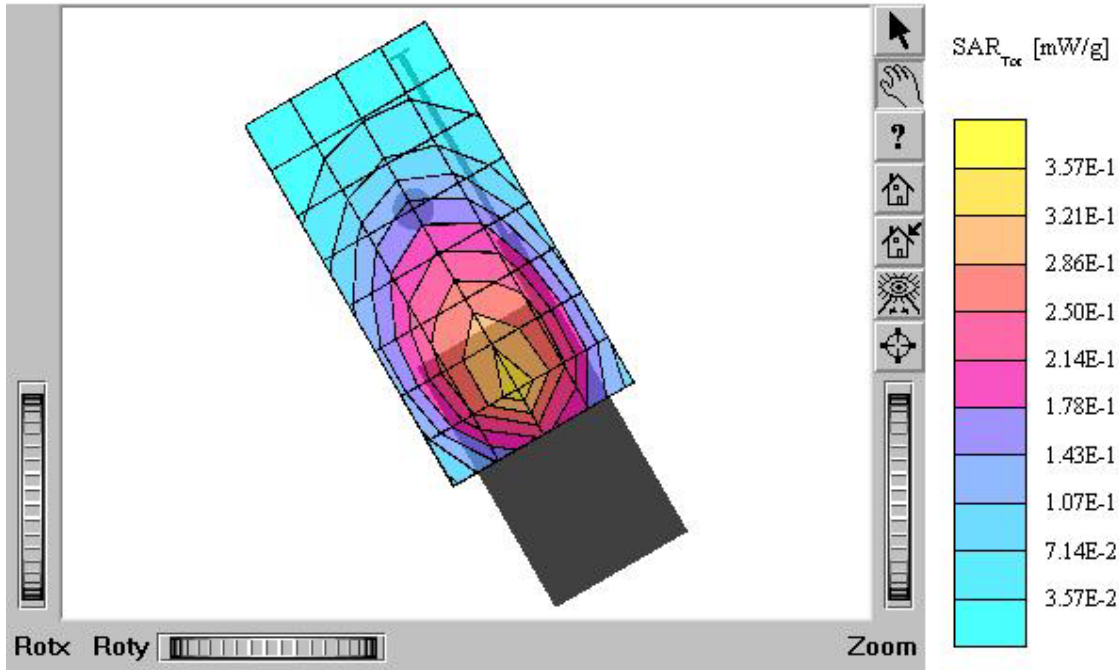 SARTot [mW/g]
?
3.57E-1
3.21E-1
2.86E-1
2.50E-1
2.14E-1
1.78E-1
1.43E-1
1.07E-1
7.14E-2
3.57E-2
Rotx Roty Zoom